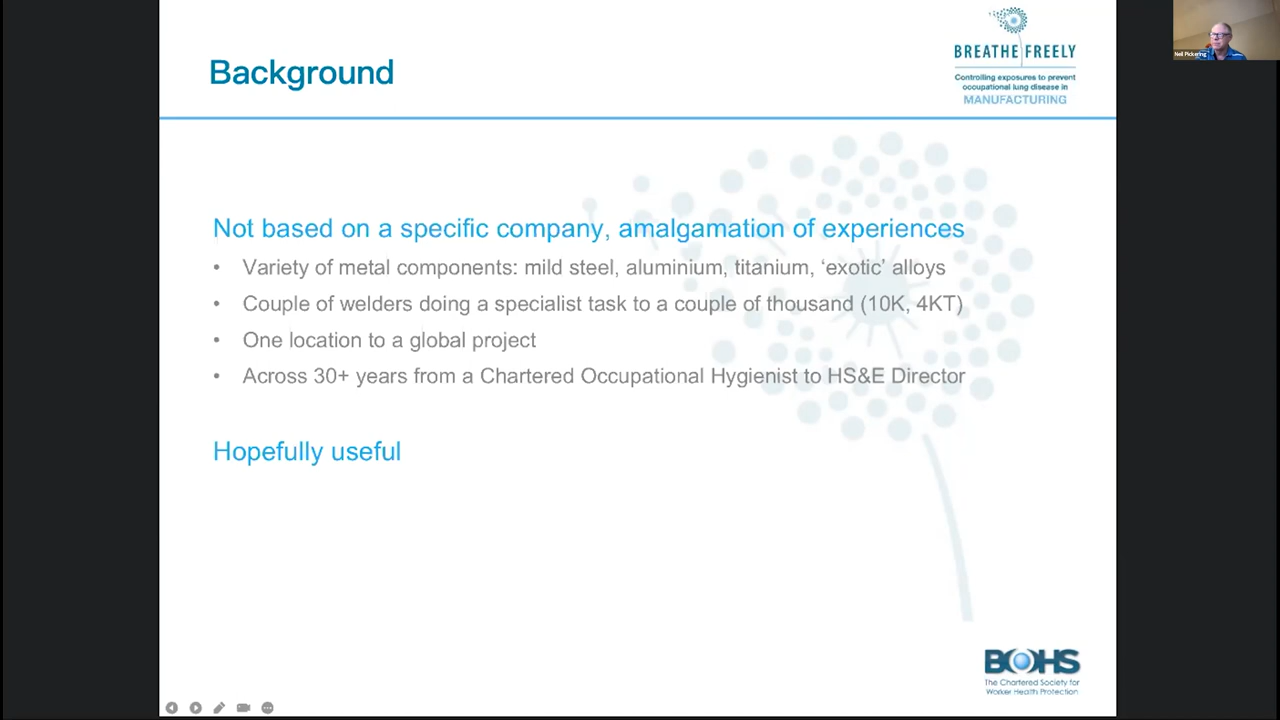 Background
BREATHE FREELY
Controlling exposures to prevent
occupational lung disease in
MANUFACTURING
Neil Pickering
Not based on a specific company, amalgamation of experiences
• Variety of metal components: mild steel, aluminium, titanium, ‘exotic’ alloys
• Couple of welders doing a specialist task to a couple of thousand (10K, 4KT)
• One location to a global project
• Across 30+ years from a Chartered Occupational Hygienist to HS&E Director
Hopefully useful
BOHS
The Chartered Society for
Worker Health Protection